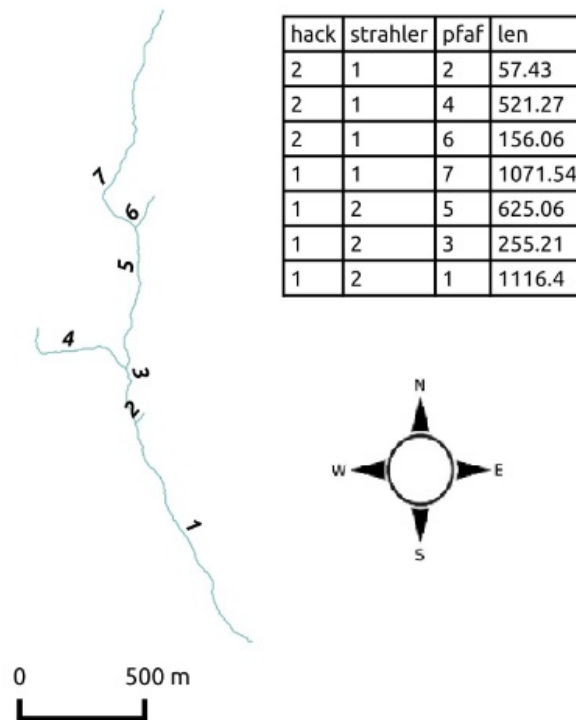 hack strahler pfaf len
2 1 2 57.43
2 1 4 521.27
2 1 6 156.06
1 1 7 1071.54
1 2 5 625.06
1 2 3 255.21
1 2 1 1116.4
7
6
5
4
3
2
1
N
W E
S
0 500 m